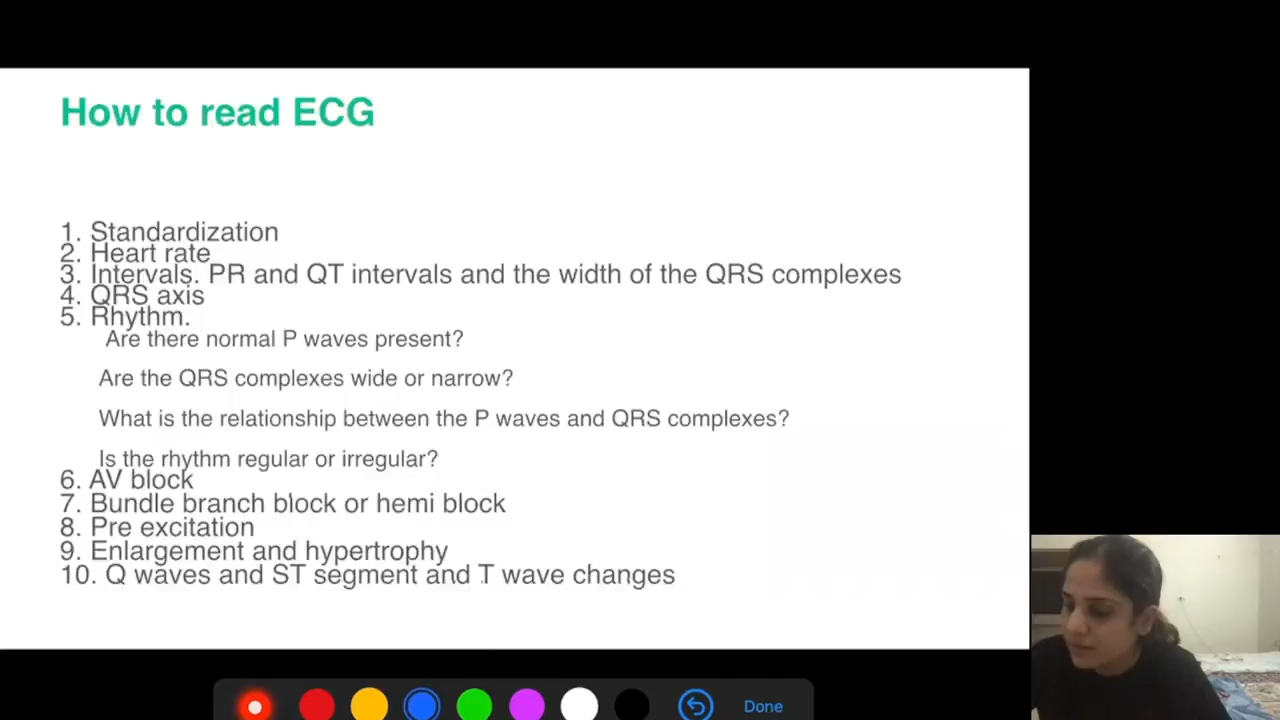 How to read ECG
1. Standardization
2. Heart rate
3. Intervals. PR and QT intervals and the width of the QRS complexes
4. QRS axis
5. Rhythm.
Are there normal P waves present?
Are the QRS complexes wide or narrow?
What is the relationship between the P waves and QRS complexes?
Is the rhythm regular or irregular?
6. AV block
7. Bundle branch block or hemi block
8. Pre excitation
9. Enlargement and hypertrophy
10. Q waves and ST segment and T wave changes
Done